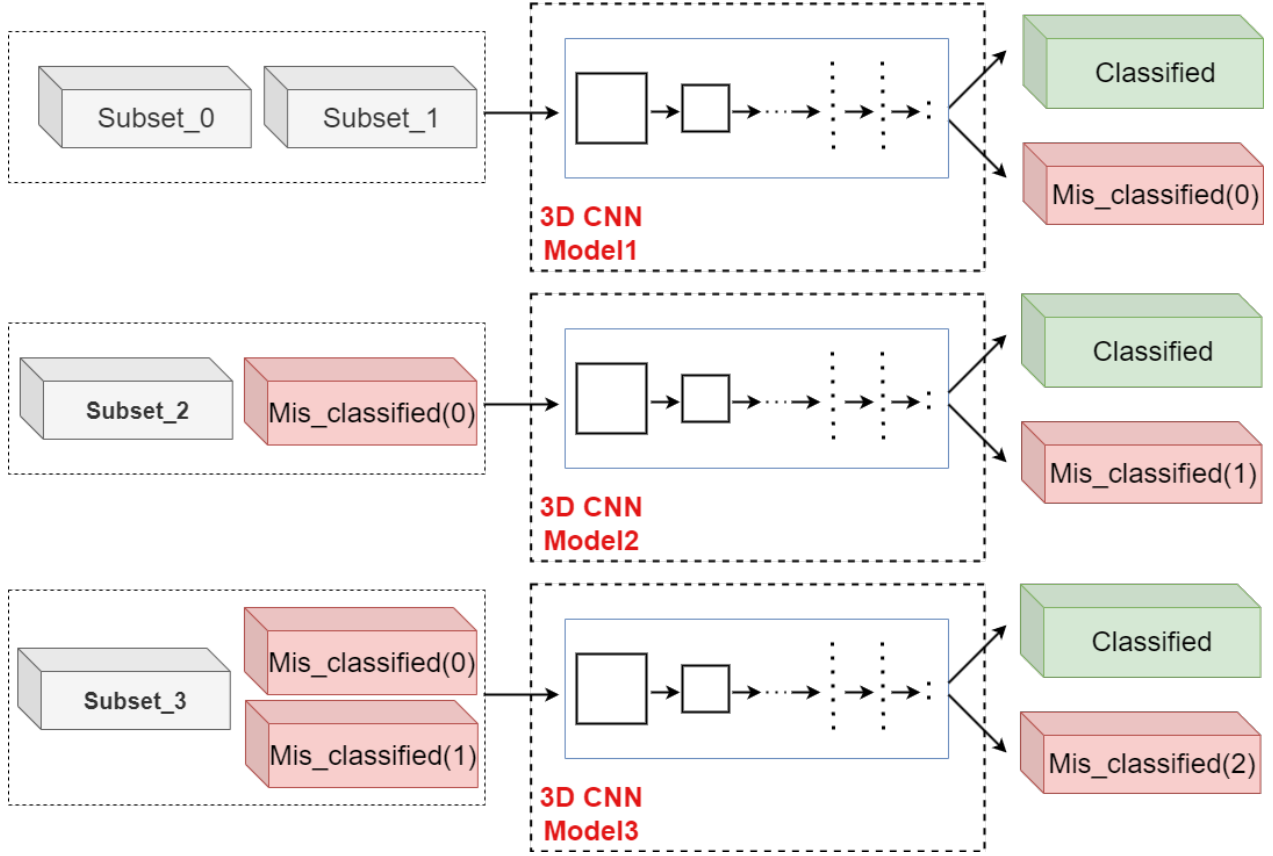 Subset_0
Subset_1
3D CNN
Model1
Classified
Mis_classified(0)
Subset_2
Mis_classified(0)
3D CNN
Model2
Classified
Mis_classified(1)
Subset_3
Mis_classified(0)
Mis_classified(1)
3D CNN
Model3
Classified
Mis_classified(2)